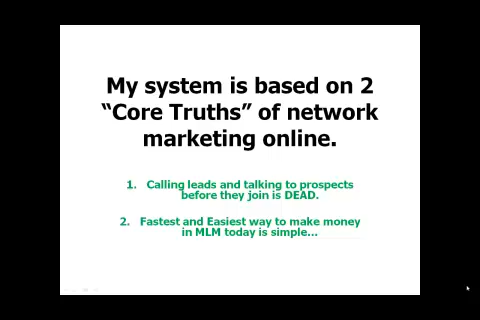 My system is based on 2
“Core Truths” of network
marketing online.
1. Calling leads and talking to prospects
before they join is DEAD.
2. Fastest and Easiest way to make money
in MLM today is simple...